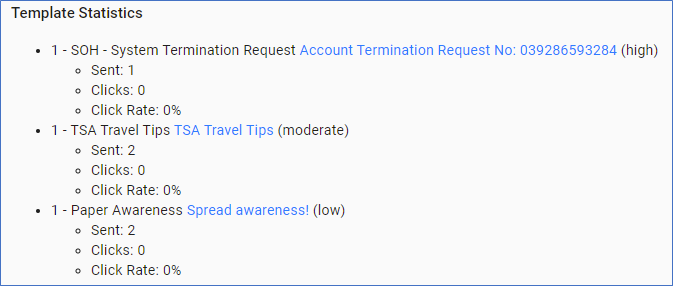 Template Statistics
1 - SOH - System Termination Request Account Termination Request No: 039286593284 (high)
Sent: 1
Clicks: 0
Click Rate: 0%
1 - TSA Travel Tips TSA Travel Tips (moderate)
Sent: 2
Clicks: 0
Click Rate: 0%
1 - Paper Awareness Spread awareness! (low)
Sent: 2
Clicks: 0
Click Rate: 0%